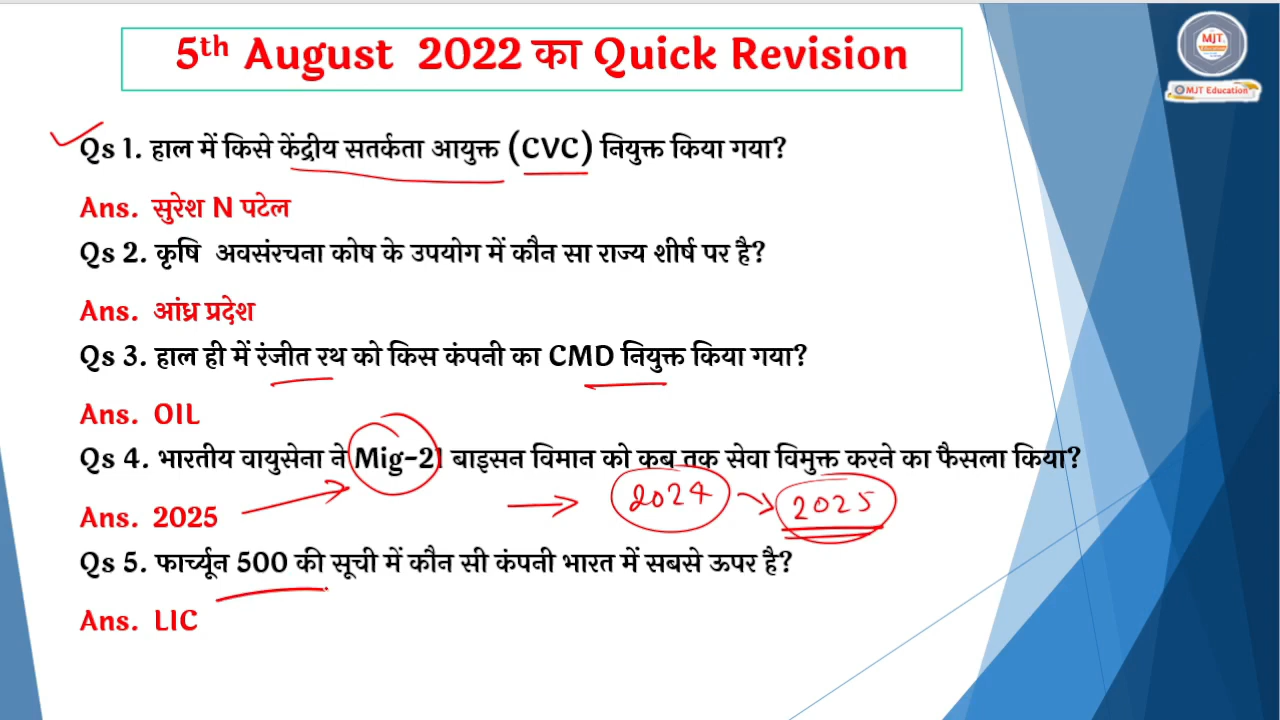 5th August 2022 का Quick Revision
MJT.
MJT Education
Qs 1. हाल में किसे केंद्रीय सतर्कता आयुक्त (CVC) नियुक्त किया गया?
Ans. सुरेश N पटेल
Qs 2. कृषि अवसंरचना कोष के उपयोग में कौन सा राज्य शीर्ष पर है?
Ans. आंध्र प्रदेश
Qs 3. हाल ही में रंजीत रथ को किस कंपनी का CMD नियुक्त किया गया?
Ans. OIL
Qs 4. भारतीय वायुसेना ने Mig-21 बाइसन विमान को कब तक सेवा विमुक्त करने का फैसला किया?
2024 2025
Ans. 2025
Qs 5. फार्च्यून 500 की सूची में कौन सी कंपनी भारत में सबसे ऊपर है?
Ans. LIC